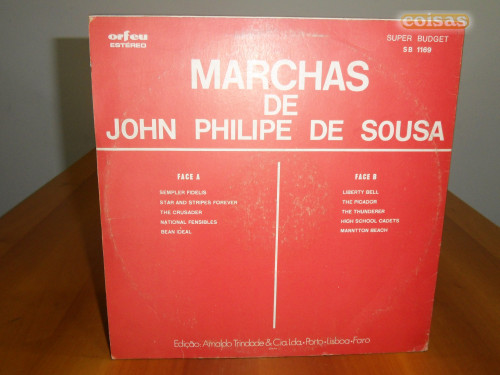 coisas
orfeu
ESTÉREO
SUPER BUDGET
SB 1169
MARCHAS
DE
JOHN PHILIPE DE SOUSA
FACE A
SEMPLER FIDELIS
STAR AND STRIPES FOREVER
THE CRUSADER
NATIONAL FENSIBLES
BEAN IDEAL
FACE B
LIBERTY BELL
THE PICADOR
THE THUNDERER
HIGH SCHOOL CADETS
MANNTTON BEACH
Edição: Arnaldo Trindade & Cia. Lda • Porto • Lisboa • Faro